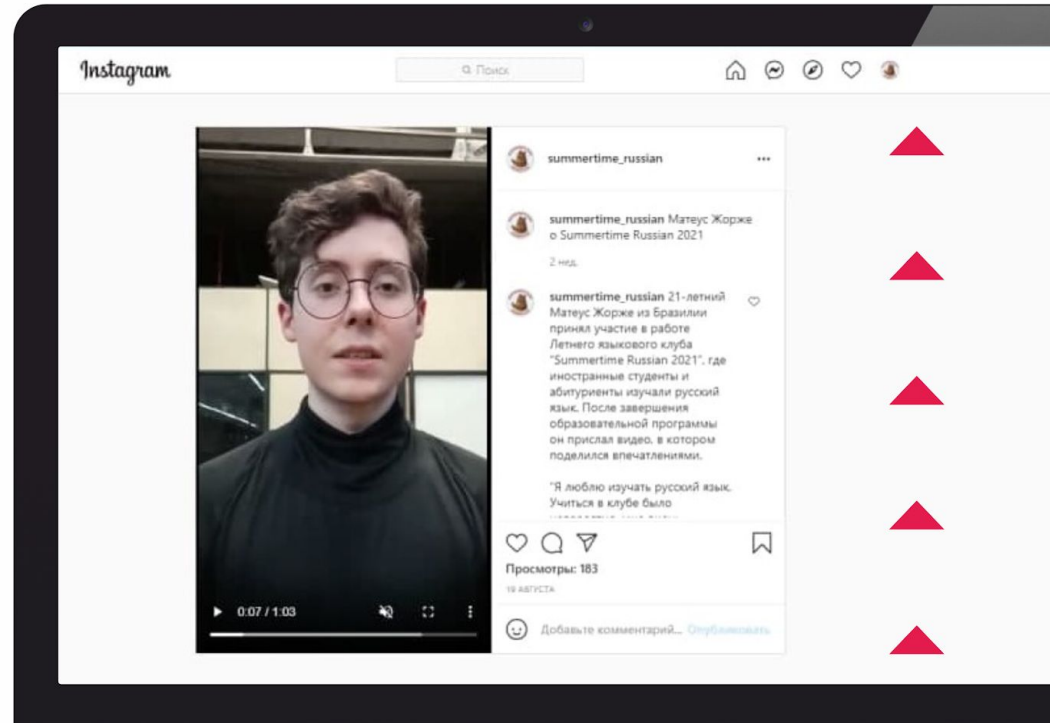 Instagram
Поиск
summertime_russian
summertime_russian Матеус Жорже
о Summertime Russian 2021
2 нед.
summertime_russian 21-летний
Матеус Жорже из Бразилии
принял участие в работе
Летнего языкового клуба
"Summertime Russian 2021", где
иностранные студенты и
абитуриенты изучали русский
язык. После завершения
образовательной программы
он прислал видео, в котором
поделился впечатлениями.
"Я люблю изучать русский язык.
Учиться в клубе было
Просмотры: 183
19 АВГУСТА
0:07 / 1:03
Добавьте комментарий... Опубликовать